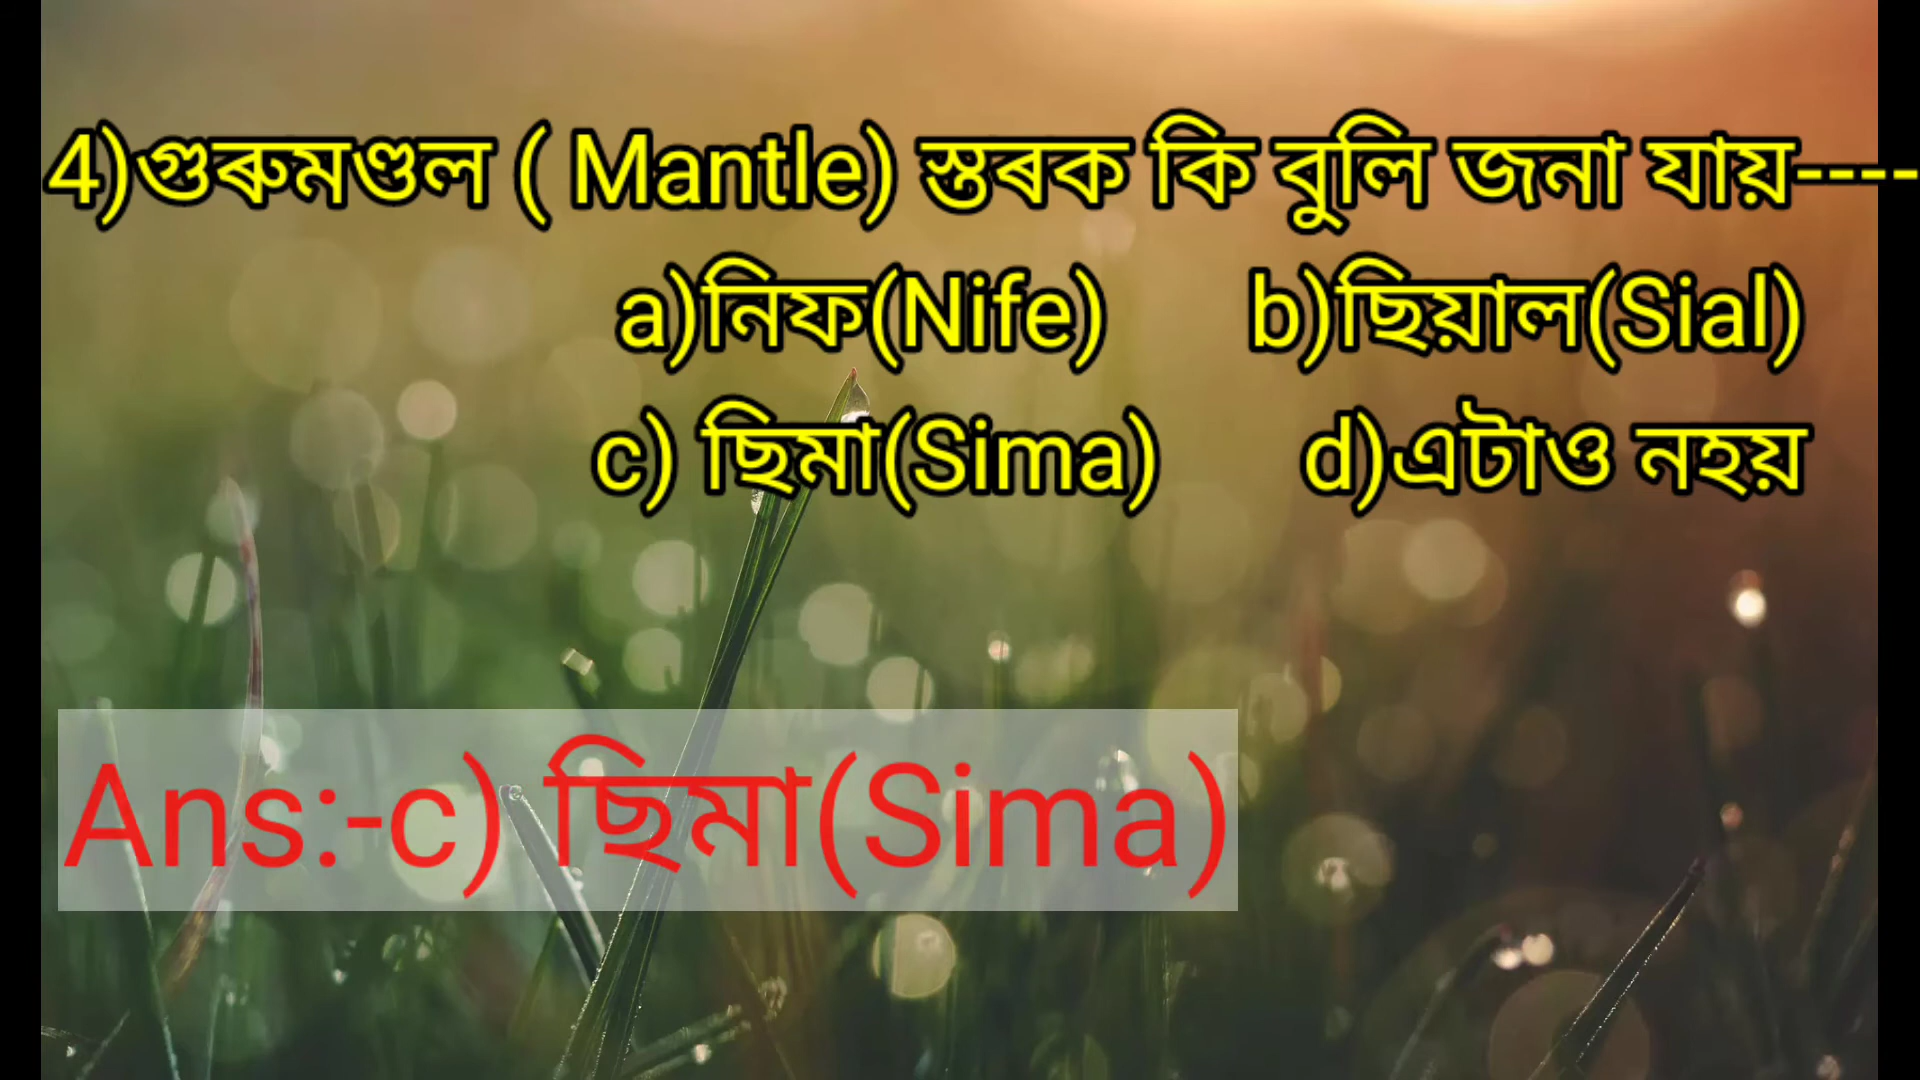 4)গুৰুমণ্ডল ( Mantle) স্তৰক কি বুলি জনা যায়----
a)নিফ(Nife) b)ছিয়াল(Sial)
c) ছিমা(Sima) d)এটাও নহয়
Ans:-c) ছিমা(Sima)